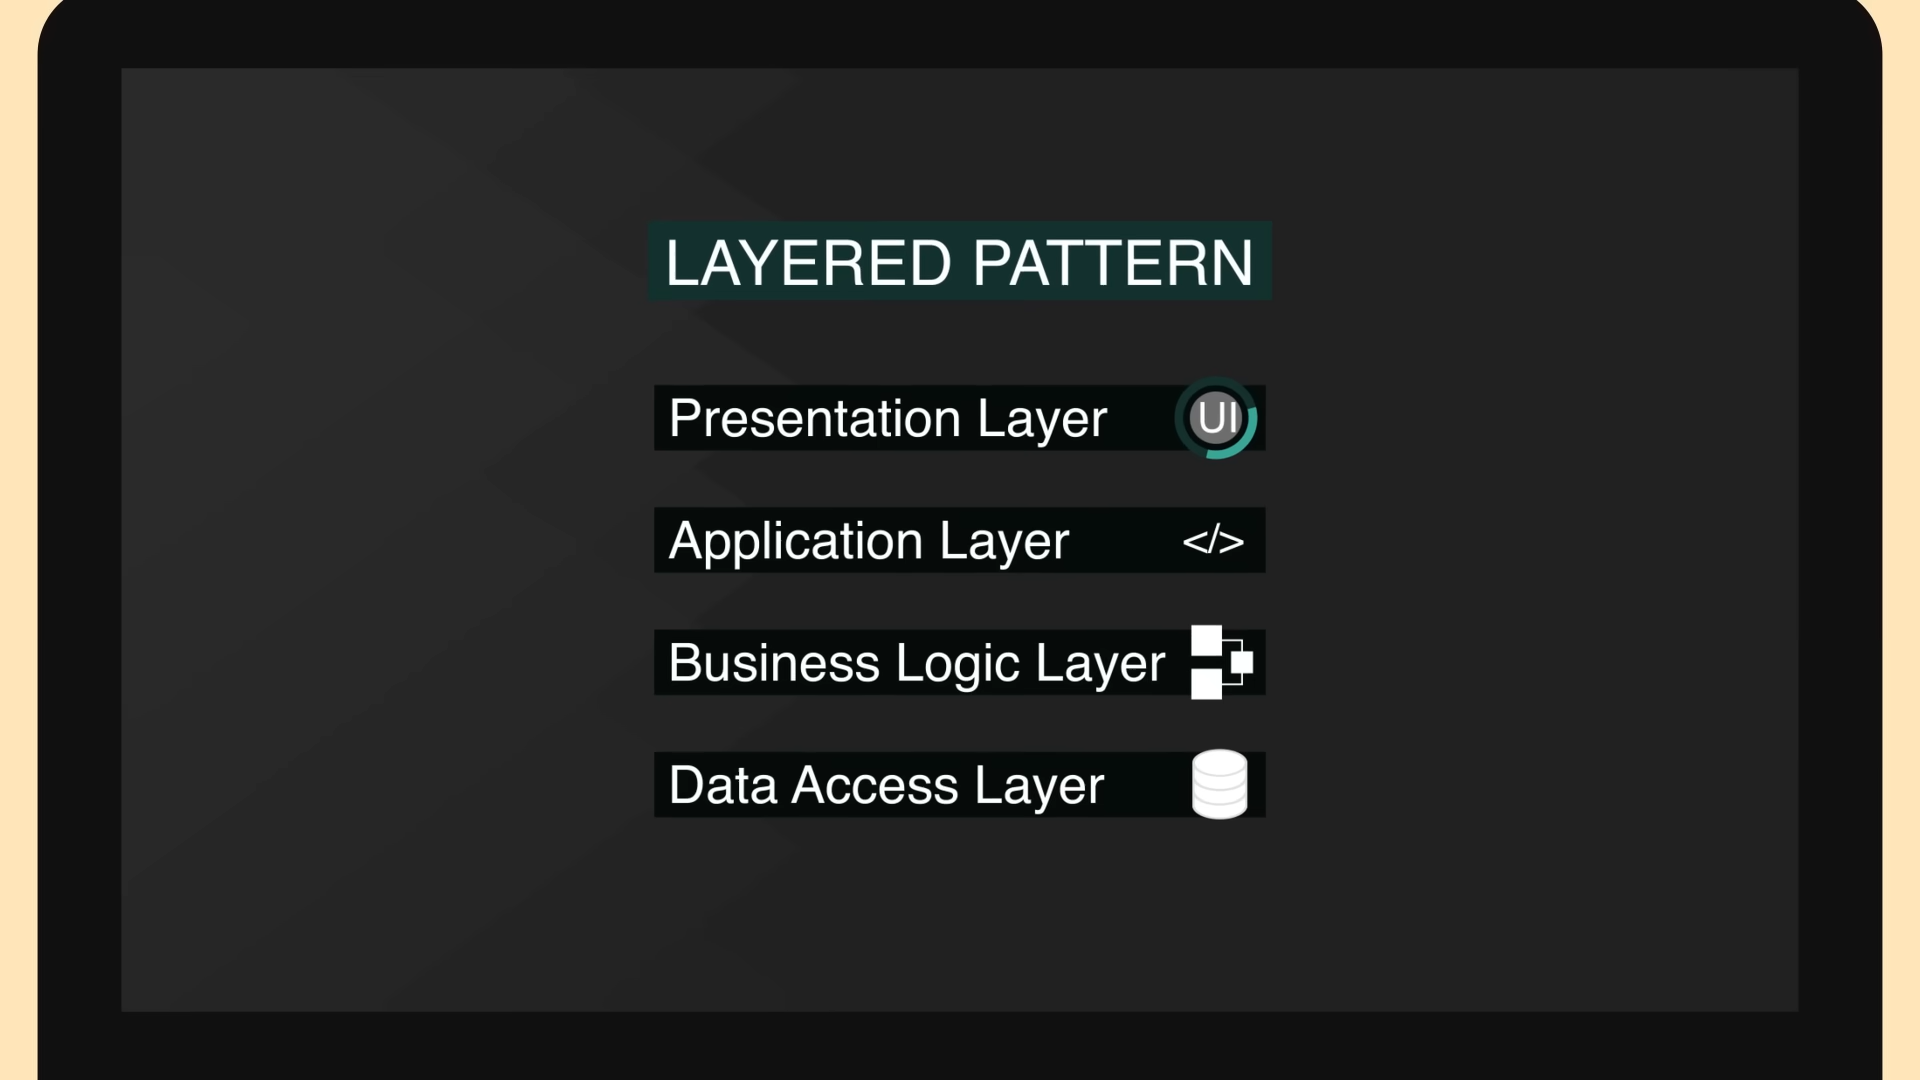 LAYERED PATTERN
Presentation Layer UI
Application Layer </>
Business Logic Layer
Data Access Layer